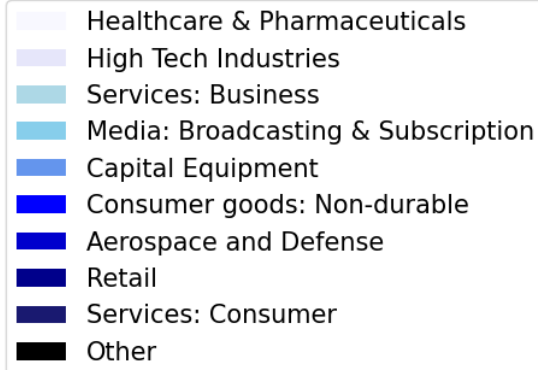 Healthcare & Pharmaceuticals
High Tech Industries
Services: Business
Media: Broadcasting & Subscription
Capital Equipment
Consumer goods: Non-durable
Aerospace and Defense
Retail
Services: Consumer
Other